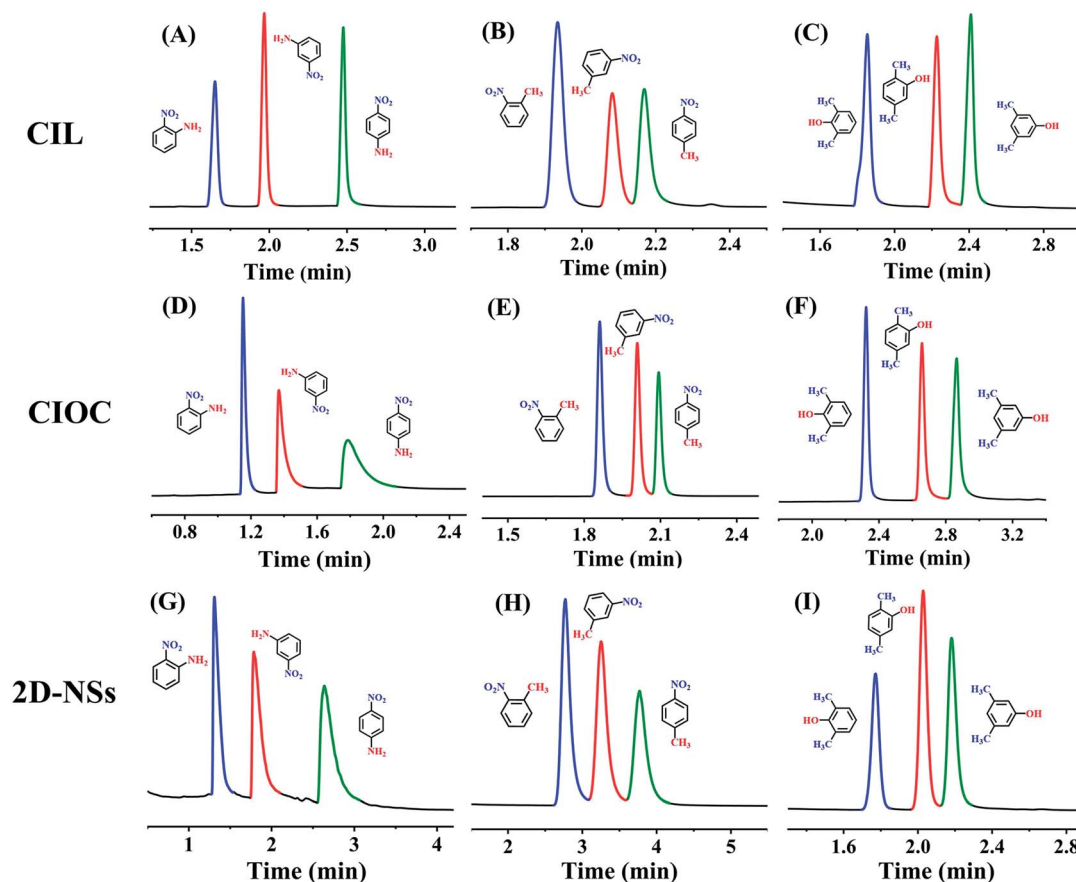 CIL
(A)
H₂N
NO₂
NO₂
NH₂
NO₂
NH₂
1.5 2.0 2.5 3.0
Time (min)
(B)
NO₂
H₃C
O₂N
CH₃
NO₂
CH₃
1.8 2.0 2.2 2.4
Time (min)
(C)
CH₃
OH
CH₃
HO
H₃C
CH₃
H₃C
OH
H₃C
1.6 2.0 2.4 2.8
Time (min)
CIOC
(D)
H₂N
NO₂
NO₂
NH₂
NO₂
NH₂
0.8 1.2 1.6 2.0 2.4
Time (min)
(E)
NO₂
H₃C
O₂N
CH₃
NO₂
CH₃
1.5 1.8 2.1 2.4
Time (min)
(F)
CH₃
OH
H₃C
CH₃
HO
CH₃
H₃C
OH
H₃C
2.0 2.4 2.8 3.2
Time (min)
2D-NSs
(G)
H₂N
NO₂
NO₂
NH₂
NO₂
NH₂
1 2 3 4
Time (min)
(H)
NO₂
H₃C
O₂N
CH₃
NO₂
CH₃
2 3 4 5
Time (min)
(I)
CH₃
OH
H₃C
CH₃
HO
CH₃
H₃C
OH
H₃C
1.6 2.0 2.4 2.8
Time (min)